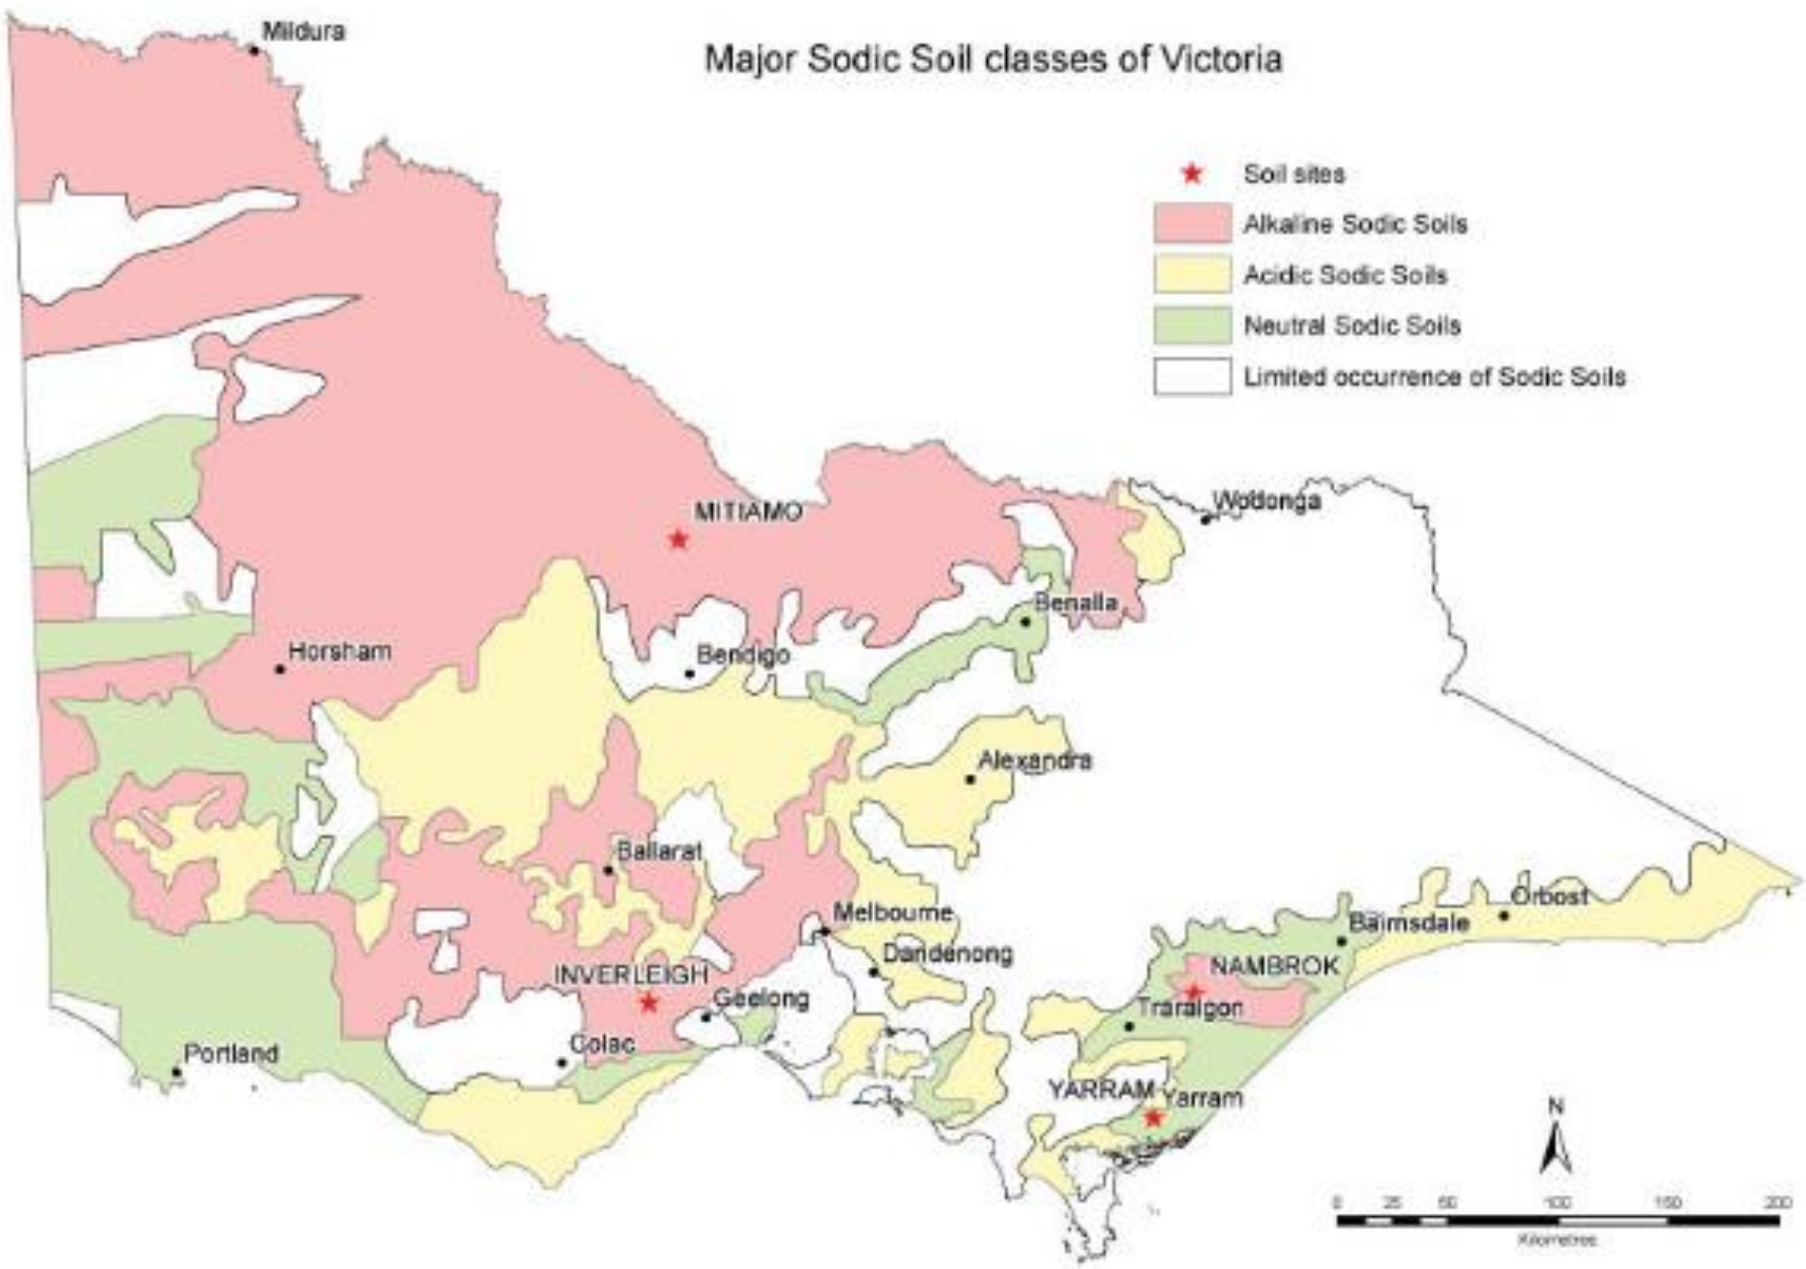 Mildura
Major Sodic Soil classes of Victoria
Soil sites
Alkaline Sodic Soils
Acidic Sodic Soils
Neutral Sodic Soils
Limited occurrence of Sodic Soils
MITIAMO
Wodonga
Benalla
Horsham
Bendigo
Alexandra
Ballarat
Orbost
Melbourne
Bairnsdale
Dandenong
NAMBROK
INVERLEIGH
Geelong
Traralgon
Colac
Portland
YARRAM
Yarram
N
0 25 50 100 150 200
Kilometres